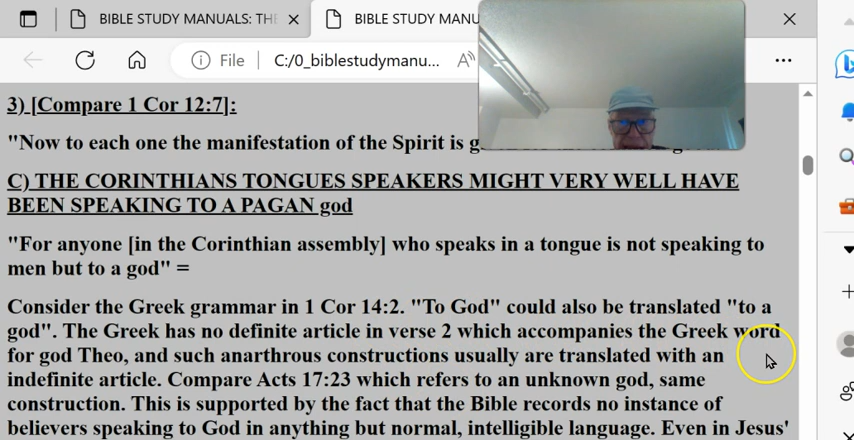 BIBLE STUDY MANUALS: THE
BIBLE STUDY MANU
File
C:/0_biblestudymanu...
3) [Compare 1 Cor 12:7]:
"Now to each one the manifestation of the Spirit is
C) THE CORINTHIANS TONGUES SPEAKERS MIGHT VERY WELL HAVE
BEEN SPEAKING TO A PAGAN god
"For anyone [in the Corinthian assembly] who speaks in a tongue is not speaking to
men but to a god" =
Consider the Greek grammar in 1 Cor 14:2. "To God" could also be translated "to a
god". The Greek has no definite article in verse 2 which accompanies the Greek word
for god Theo, and such anarthrous constructions usually are translated with an
indefinite article. Compare Acts 17:23 which refers to an unknown god, same
construction. This is supported by the fact that the Bible records no instance of
believers speaking to God in anything but normal, intelligible language. Even in Jesus'